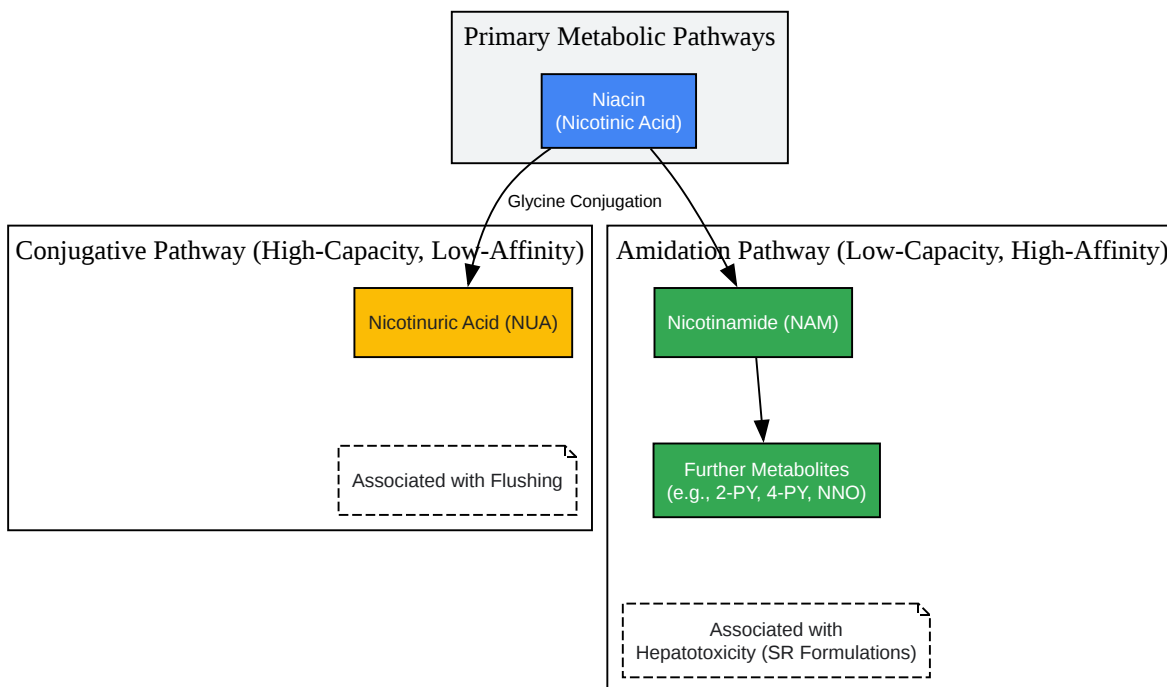 Primary Metabolic Pathways
Niacin
(Nicotinic Acid)
Glycine Conjugation
Conjugative Pathway (High-Capacity, Low-Affinity)
Nicotinuric Acid (NUA)
Associated with Flushing
Amidation Pathway (Low-Capacity, High-Affinity)
Nicotinamide (NAM)
Further Metabolites
(e.g., 2-PY, 4-PY, NNO)
Associated with
Hepatotoxicity (SR Formulations)